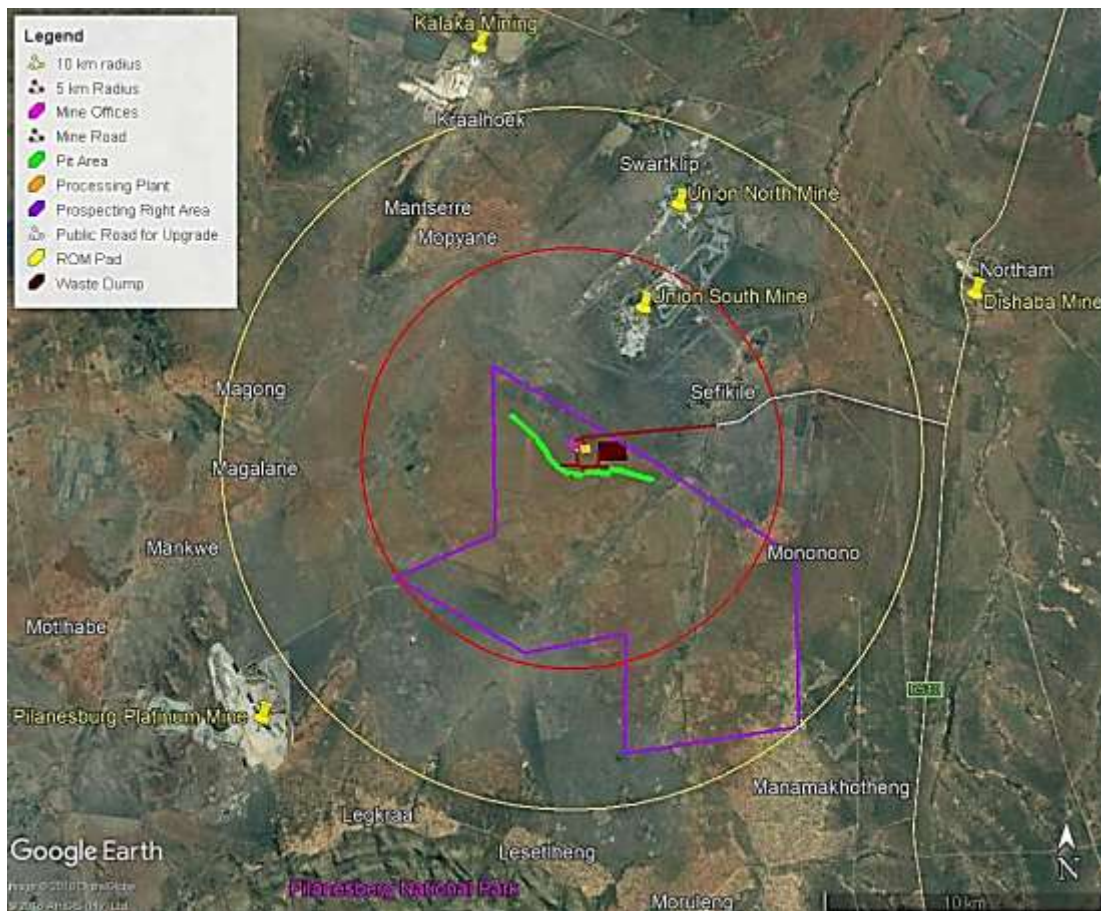 Kalaka Mining
Legend
10 km radius
5 km Radius
Mine Offices
Mine Road
Pit Area
Processing Plant
Prospecting Right Area
Public Road for Upgrade
ROM Pad
Waste Dump
Kraalhoek
Swartklip
Union North Mine
Mantserre
Mopyane
Northam
Dishaba Mine
Union South Mine
Magong
Sefikile
Magalane
Mankwe
Mononono
Motlhabe
Pilanesburg Platinum Mine
Manamakhotheng
Legkraal
Lesetlheng
Google Earth
Pilanesberg National Park
N
Moruleng
10 km